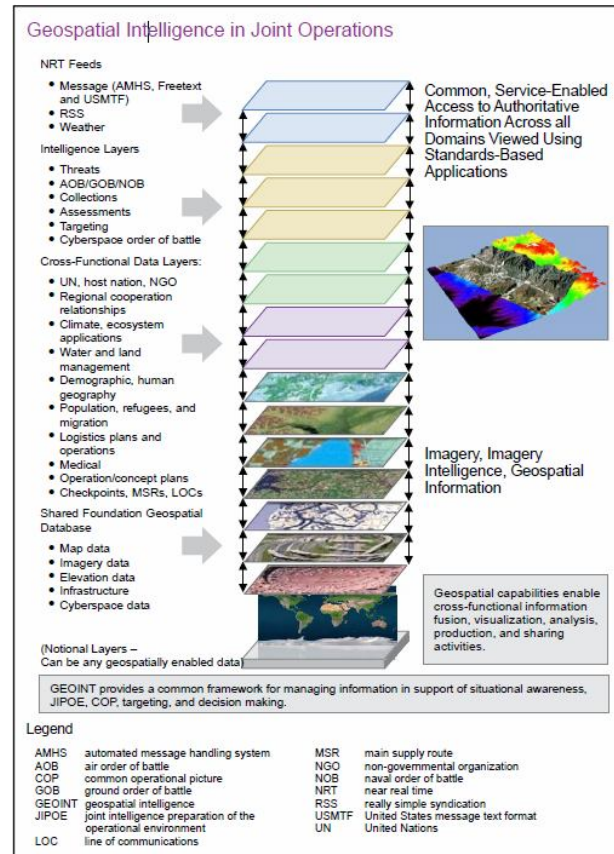 Geospatial Intelligence in Joint Operations
NRT Feeds
• Message (AMHS, Freetext
and USMTF)
• RSS
• Weather
Intelligence Layers
• Threats
• AOB/GOB/NOB
• Collections
• Assessments
• Targeting
• Cyberspace order of battle
Cross-Functional Data Layers:
• UN, host nation, NGO
• Regional cooperation
relationships
• Climate, ecosystem
applications
• Water and land
management
• Demographic, human
geography
• Population, refugees, and
migration
• Logistics plans and
operations
• Medical
• Operation/concept plans
• Checkpoints, MSRs, LOCs
Shared Foundation Geospatial
Database
• Map data
• Imagery data
• Elevation data
• Infrastructure
• Cyberspace data
(Notional Layers –
Can be any geospatially enabled data)
Common, Service-Enabled
Access to Authoritative
Information Across all
Domains Viewed Using
Standards-Based
Applications
Imagery, Imagery
Intelligence, Geospatial
Information
Geospatial capabilities enable
cross-functional information
fusion, visualization, analysis,
production, and sharing
activities.
GEOINT provides a common framework for managing information in support of situational awareness,
JIPOE, COP, targeting, and decision making.
Legend
AMHS automated message handling system
AOB air order of battle
COP common operational picture
GOB ground order of battle
GEOINT geospatial intelligence
JIPOE joint intelligence preparation of the
operational environment
LOC line of communications
MSR main supply route
NGO non-governmental organization
NOB naval order of battle
NRT near real time
RSS really simple syndication
USMTF United States message text format
UN United Nations